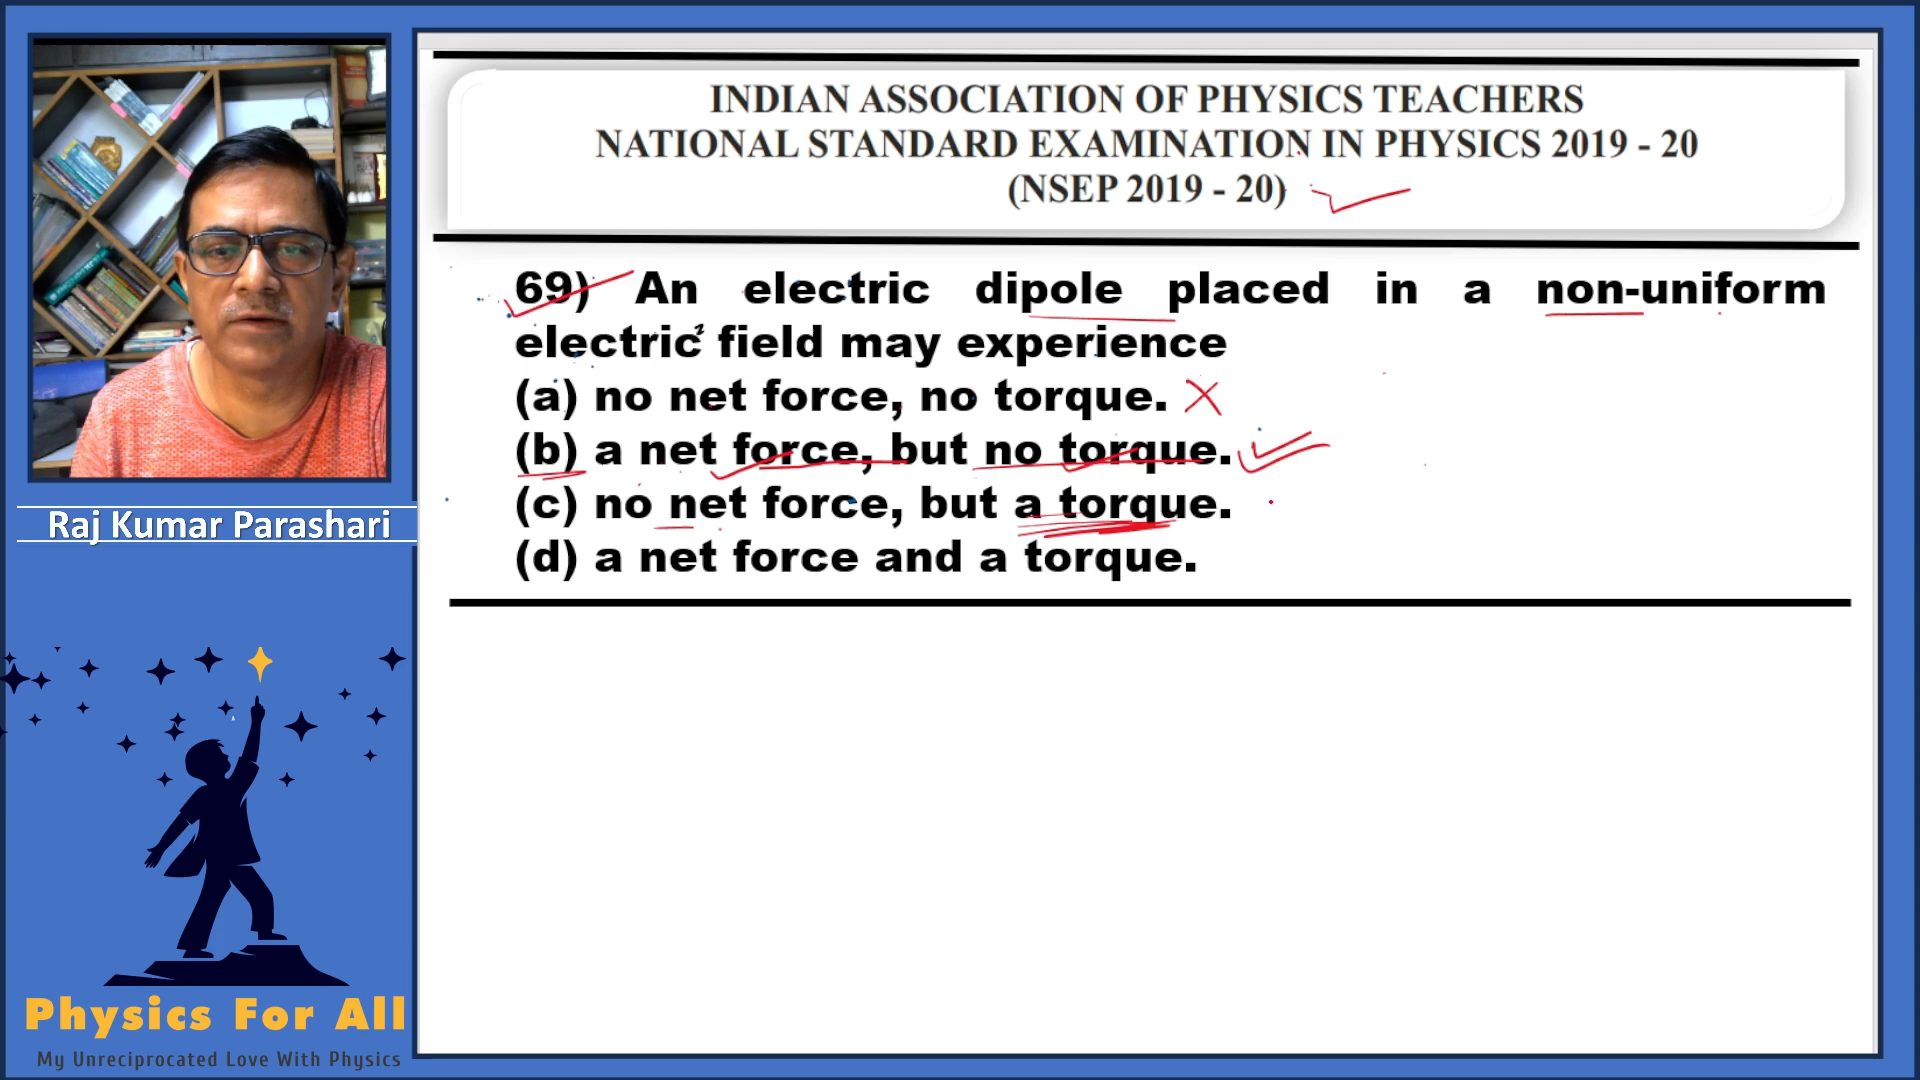 INDIAN ASSOCIATION OF PHYSICS TEACHERS
NATIONAL STANDARD EXAMINATION IN PHYSICS 2019 - 20
(NSEP 2019 - 20)
69) An electric dipole placed in a non-uniform
electric field may experience
(a) no net force, no torque.
(b) a net force, but no torque.
(c) no net force, but a torque.
(d) a net force and a torque.
Raj Kumar Parashari
Physics For All
My Unreciprocated Love With Physics